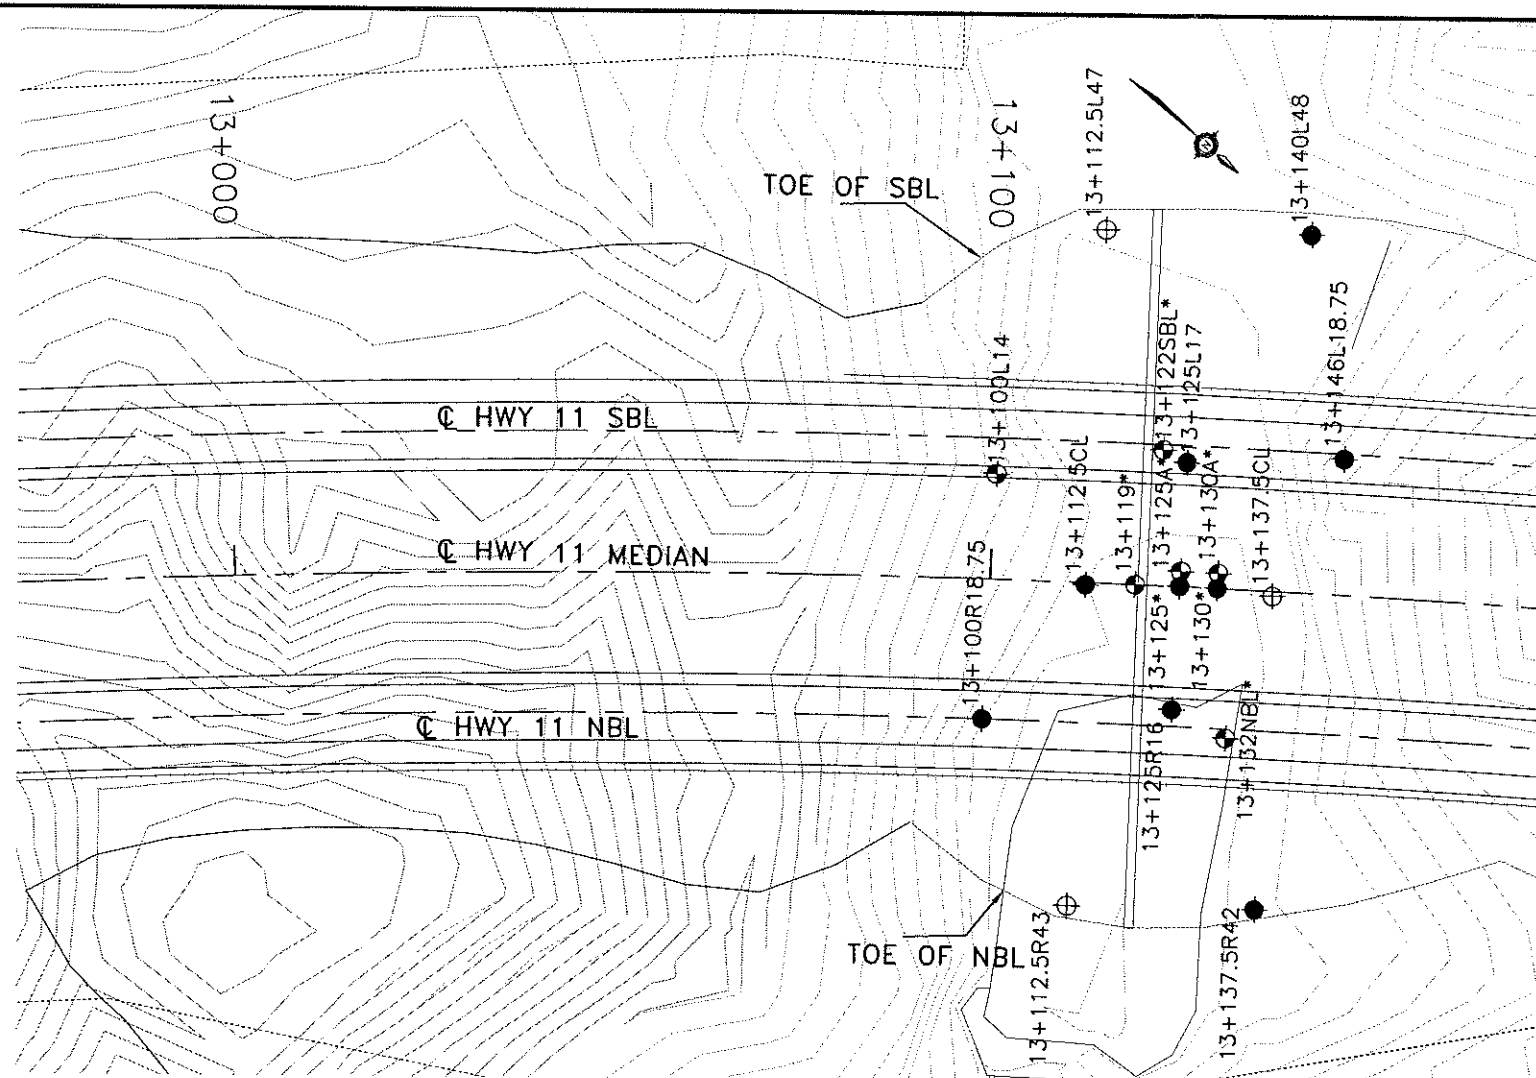 13+000
13+100
13+112.5L47
13+140L48
TOE OF SBL
13+146L18.75
13+122SBL*
13+125L17
13+100L14
℄ HWY 11 SBL
13+112.5CL
13+119*
13+125A*
13+130A*
13+137.5CL
℄ HWY 11 MEDIAN
13+100R18.75
13+125*
13+130*
℄ HWY 11 NBL
13+125R16
13+132NBL*
TOE OF NBL
13+112.5R43
13+137.5R42